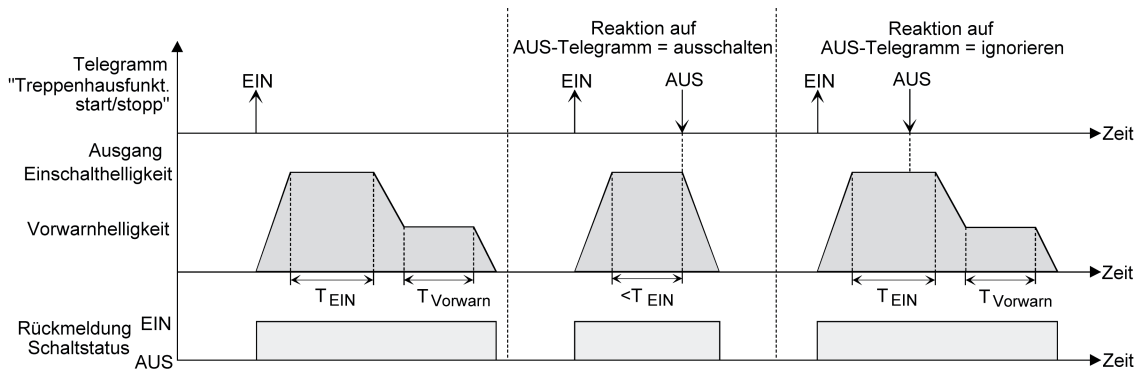 Reaktion auf
AUS-Telegramm = ausschalten
Reaktion auf
AUS-Telegramm = ignorieren
Telegramm
"Treppenhausfunkt.
start/stopp"
EIN
EIN
AUS
EIN
AUS
Zeit
Ausgang
Einschalthelligkeit
Vorwarnhelligkeit
Zeit
T EIN
T Vorwarn
<T EIN
T EIN
T Vorwarn
Rückmeldung
Schaltstatus
EIN
AUS
Zeit